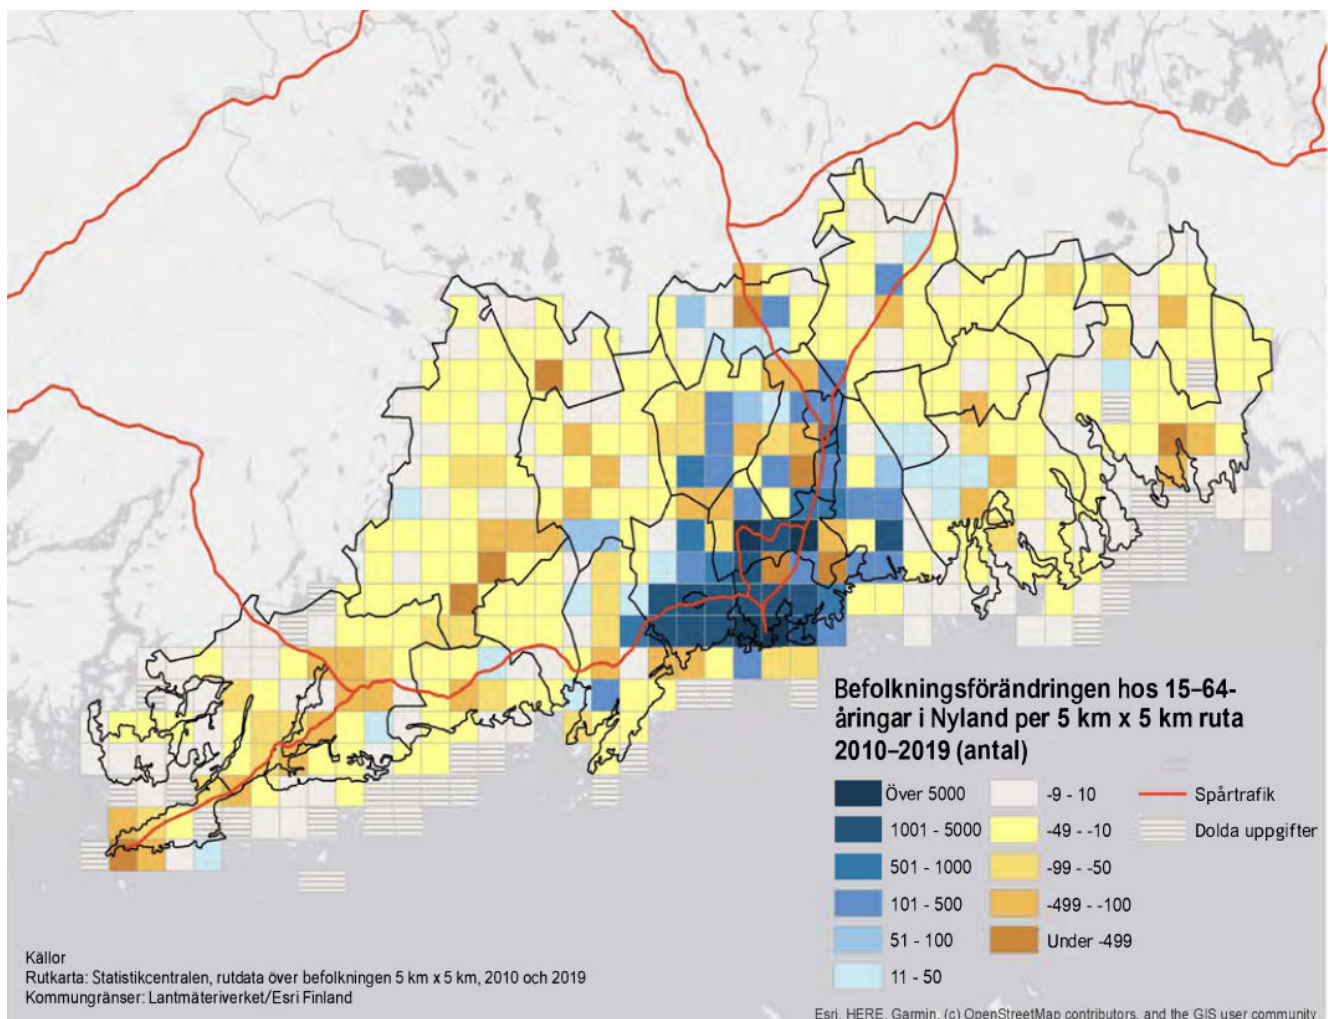 Befolkningsförändringen hos 15–64-
åringar i Nyland per 5 km x 5 km ruta
2010–2019 (antal)
Över 5000
1001 - 5000
501 - 1000
101 - 500
51 - 100
11 - 50
-9 - 10
-49 - -10
-99 - -50
-499 - -100
Under -499
Spårtrafik
Dolda uppgifter
Källor
Rutkarta: Statistikcentralen, rutdata över befolkningen 5 km x 5 km, 2010 och 2019
Kommungränser: Lantmäteriverket/Esri Finland
Esri, HERE, Garmin, (c) OpenStreetMap contributors, and the GIS user community